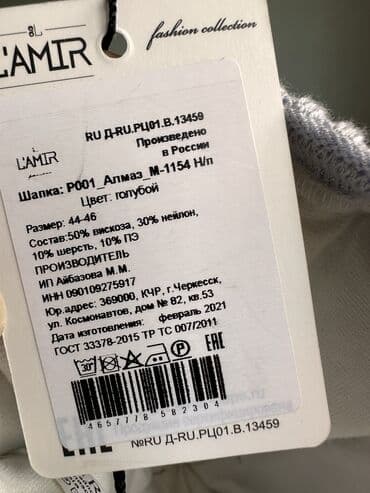 L'AMIR
fashion collection
RU Д-RU.РЦ01.В.13459
Произведено
в России
L'AMIR
Шапка: Р001_Алмаз_М-1154 Н/п
Цвет: голубой
Размер: 44-46
Состав:50% вискоза, 30% нейлон,
10% шерсть, 10% ПЭ
ПРОИЗВОДИТЕЛЬ
ИП Айбазова М.М.
ИНН 090109275917
Юр.адрес: 369000, КЧР, г.Черкесск,
ул. Космонавтов, дом № 82, кв.53
Дата изготовления: февраль 2021
ГОСТ 33378-2015 ТР ТС 007/2011
30°
P
EAC
4657778582304
EAC
№RU Д-RU.РЦ01.В.13459